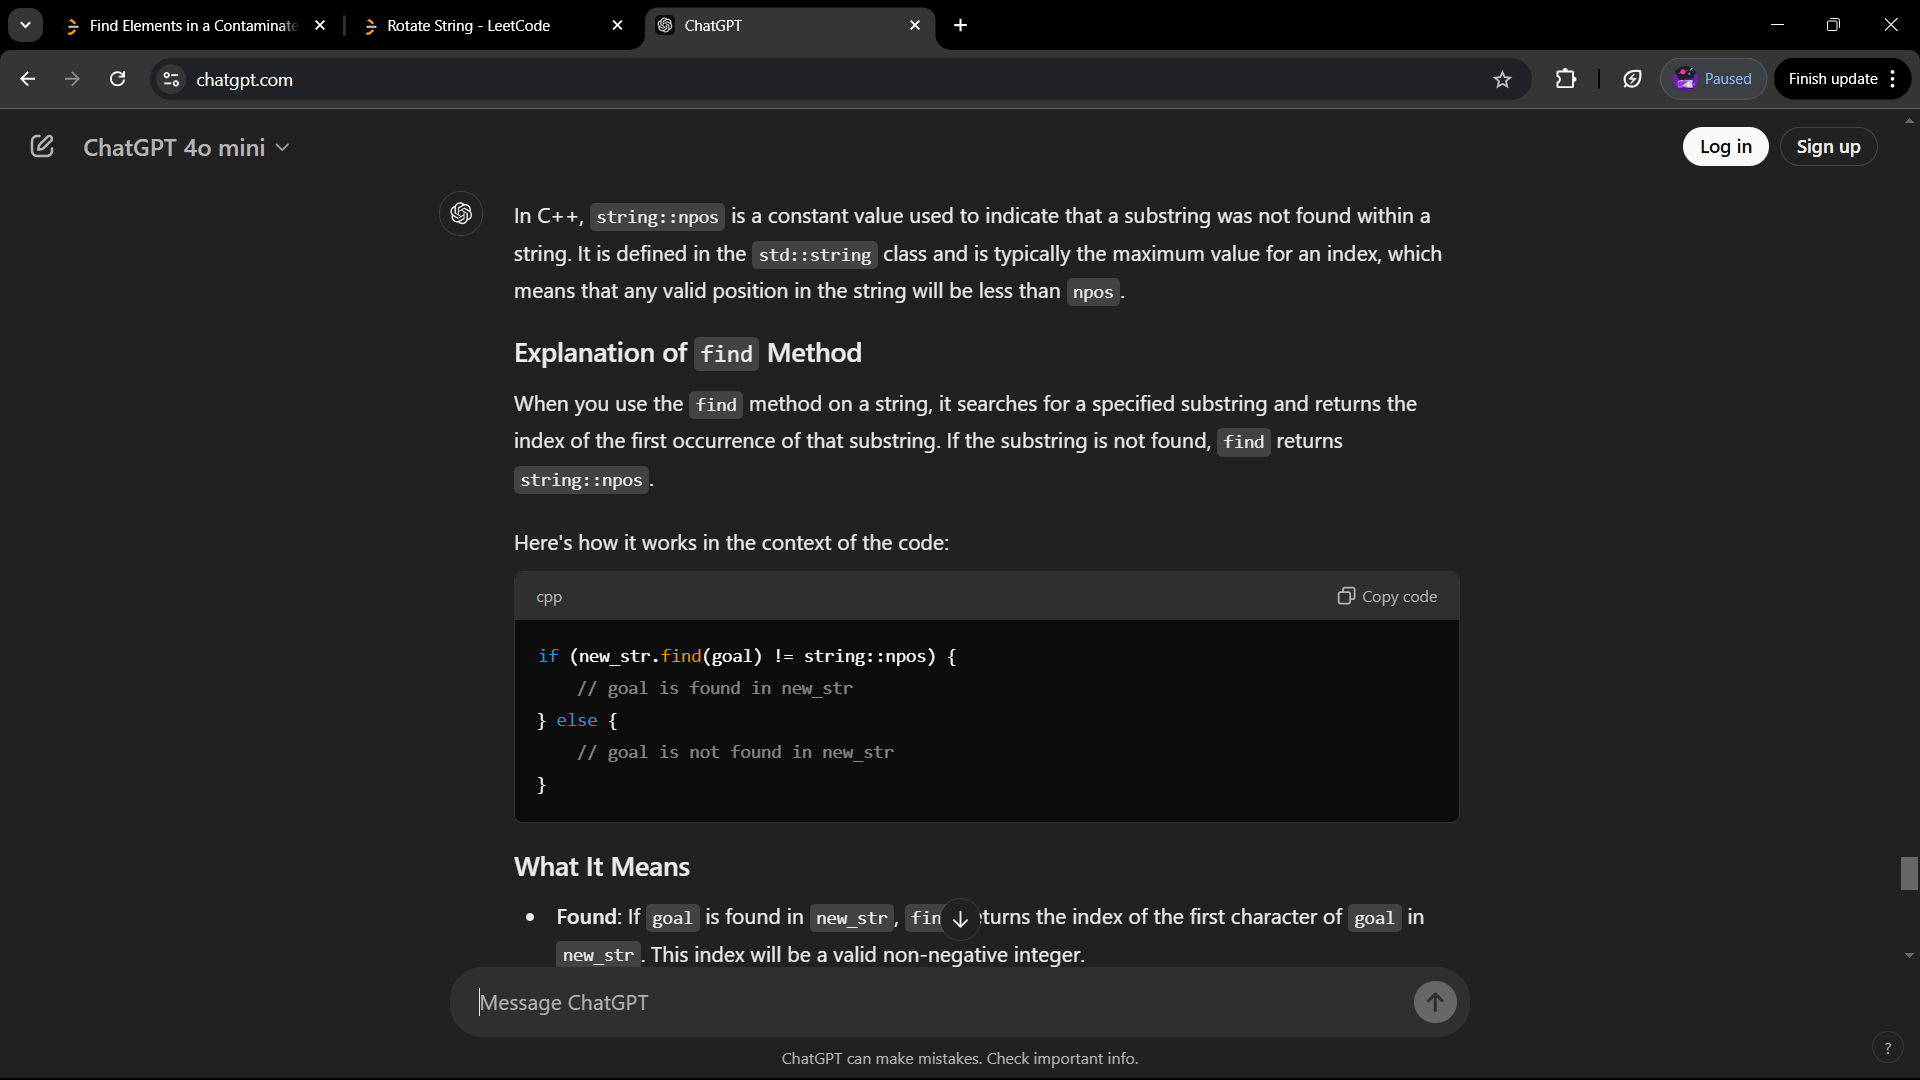 Find Elements in a Contaminate
Rotate String - LeetCode
ChatGPT
chatgpt.com
Paused
Finish update
ChatGPT 4o mini
Log in
Sign up
In C++, string::npos is a constant value used to indicate that a substring was not found within a
string. It is defined in the std::string class and is typically the maximum value for an index, which
means that any valid position in the string will be less than npos.
Explanation of find Method
When you use the find method on a string, it searches for a specified substring and returns the
index of the first occurrence of that substring. If the substring is not found, find returns
string::npos.
Here's how it works in the context of the code:
cpp
Copy code
if (new_str.find(goal) != string::npos) {
    // goal is found in new_str
} else {
    // goal is not found in new_str
}
What It Means
• Found: If goal is found in new_str, fin eturns the index of the first character of goal in
new_str. This index will be a valid non-negative integer.
Message ChatGPT
ChatGPT can make mistakes. Check important info.
?